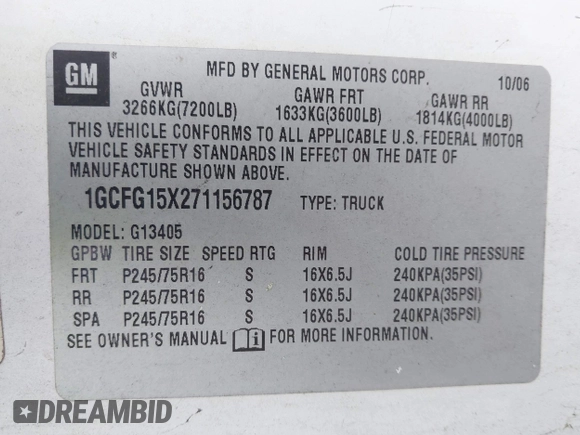 GM ® MFD BY GENERAL MOTORS CORP. 10/06
GVWR GAWR FRT GAWR RR
3266KG(7200LB) 1633KG(3600LB) 1814KG(4000LB)
THIS VEHICLE CONFORMS TO ALL APPLICABLE U.S. FEDERAL MOTOR
VEHICLE SAFETY STANDARDS IN EFFECT ON THE DATE OF
MANUFACTURE SHOWN ABOVE.
1GCFG15X271156787 TYPE: TRUCK
MODEL: G13405
GPBW TIRE SIZE SPEED RTG RIM COLD TIRE PRESSURE
FRT P245/75R16 S 16X6.5J 240KPA(35PSI)
RR P245/75R16 S 16X6.5J 240KPA(35PSI)
SPA P245/75R16 S 16X6.5J 240KPA(35PSI)
SEE OWNER'S MANUAL i FOR MORE INFORMATION.
DREAMBID